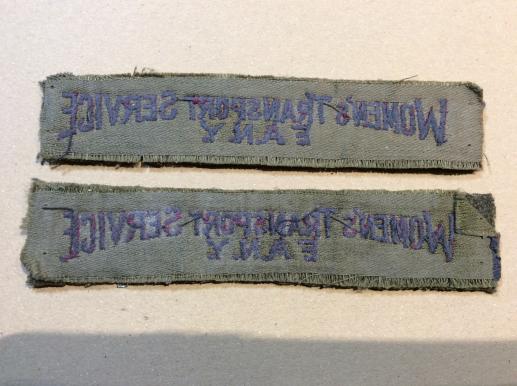 WOMEN'S TRANSPORT SERVICE
F.A.N.Y.
WOMEN'S TRANSPORT SERVICE
F.A.N.Y.